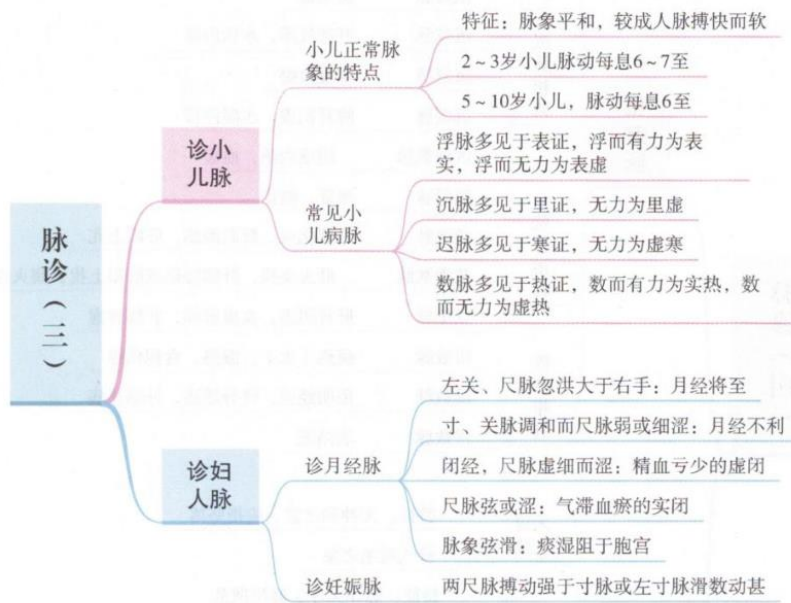 脉诊（三）
诊小
儿脉
小儿正常脉
象的特点
特征：脉象平和，较成人脉搏快而软
2～3岁小儿脉动每息6～7至
5～10岁小儿，脉动每息6至
常见小
儿病脉
浮脉多见于表证，浮而有力为表
实，浮而无力为表虚
沉脉多见于里证，无力为里虚
迟脉多见于寒证，无力为虚寒
数脉多见于热证，数而有力为实热，数
而无力为虚热
诊妇
人脉
诊月经脉
左关、尺脉忽洪大于右手：月经将至
寸、关脉调和而尺脉弱或细涩：月经不利
闭经，尺脉虚细而涩：精血亏少的虚闭
尺脉弦或涩：气滞血瘀的实闭
脉象弦滑：痰湿阻于胞宫
诊妊娠脉
两尺脉搏动强于寸脉或左寸脉滑数动甚